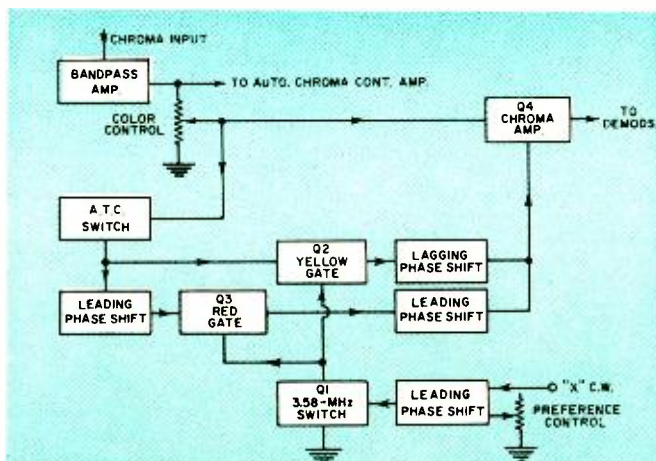 CHROMA INPUT
BANDPASS
AMP.
TO AUTO. CHROMA CONT. AMP.
COLOR
CONTROL
Q4
CHROMA
AMP.
TO
DEMODS
A.T.C.
SWITCH
Q2
YELLOW
GATE
LAGGING
PHASE SHIFT
LEADING
PHASE SHIFT
Q3
RED
GATE
LEADING
PHASE SHIFT
Q1
3.58-MHz
SWITCH
LEADING
PHASE SHIFT
"X" C.W.
PREFERENCE
CONTROL